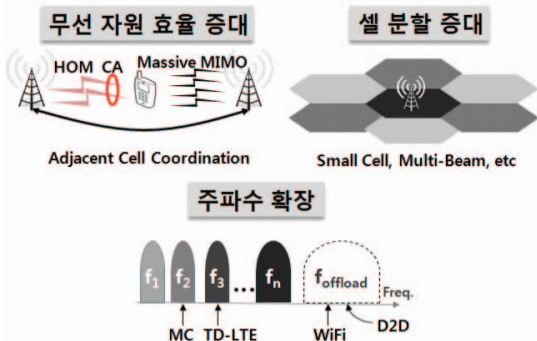 무선 자원 효율 증대
HOM CA Massive MIMO
Adjacent Cell Coordination
셀 분할 증대
Small Cell, Multi-Beam, etc
주파수 확장
f1 f2 f3 ... fn foffload Freq.
MC TD-LTE WiFi D2D